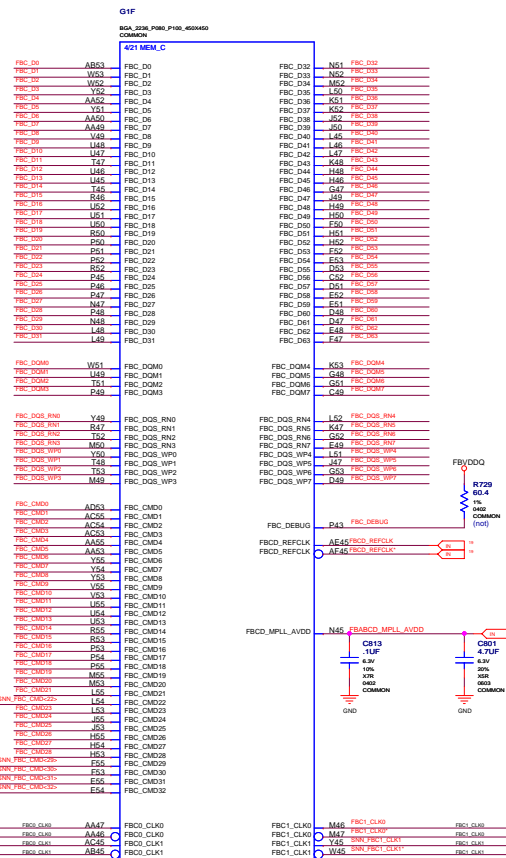 G1F
BGA_2236_P080_P100_450X450
COMMON
4/21 MEM_C
FBC_D0 AB53 FBC_D0 FBC_D32 N51 FBC_D32
FBC_D1 W53 FBC_D1 FBC_D33 N52 FBC_D33
FBC_D2 W52 FBC_D2 FBC_D34 M52 FBC_D34
FBC_D3 Y52 FBC_D3 FBC_D35 L50 FBC_D35
FBC_D4 AA52 FBC_D4 FBC_D36 K51 FBC_D36
FBC_D5 Y51 FBC_D5 FBC_D37 K52 FBC_D37
FBC_D6 AA50 FBC_D6 FBC_D38 J52 FBC_D38
FBC_D7 AA49 FBC_D7 FBC_D39 J50 FBC_D39
FBC_D8 V49 FBC_D8 FBC_D40 L45 FBC_D40
FBC_D9 U48 FBC_D9 FBC_D41 L46 FBC_D41
FBC_D10 U47 FBC_D10 FBC_D42 L47 FBC_D42
FBC_D11 T47 FBC_D11 FBC_D43 K48 FBC_D43
FBC_D12 U46 FBC_D12 FBC_D44 H48 FBC_D44
FBC_D13 U45 FBC_D13 FBC_D45 H46 FBC_D45
FBC_D14 T45 FBC_D14 FBC_D46 G47 FBC_D46
FBC_D15 R46 FBC_D15 FBC_D47 J49 FBC_D47
FBC_D16 U52 FBC_D16 FBC_D48 H49 FBC_D48
FBC_D17 U51 FBC_D17 FBC_D49 H50 FBC_D49
FBC_D18 U50 FBC_D18 FBC_D50 F50 FBC_D50
FBC_D19 R50 FBC_D19 FBC_D51 H51 FBC_D51
FBC_D20 P50 FBC_D20 FBC_D52 H52 FBC_D52
FBC_D21 P51 FBC_D21 FBC_D53 F52 FBC_D53
FBC_D22 P52 FBC_D22 FBC_D54 E53 FBC_D54
FBC_D23 R52 FBC_D23 FBC_D55 D53 FBC_D55
FBC_D24 P45 FBC_D24 FBC_D56 C52 FBC_D56
FBC_D25 P46 FBC_D25 FBC_D57 D51 FBC_D57
FBC_D26 P47 FBC_D26 FBC_D58 E52 FBC_D58
FBC_D27 N47 FBC_D27 FBC_D59 E51 FBC_D59
FBC_D28 P48 FBC_D28 FBC_D60 D48 FBC_D60
FBC_D29 N48 FBC_D29 FBC_D61 D47 FBC_D61
FBC_D30 L48 FBC_D30 FBC_D62 E48 FBC_D62
FBC_D31 L49 FBC_D31 FBC_D63 F47 FBC_D63
FBC_DQM0 W51 FBC_DQM0 FBC_DQM4 K53 FBC_DQM4
FBC_DQM1 U49 FBC_DQM1 FBC_DQM5 G48 FBC_DQM5
FBC_DQM2 T51 FBC_DQM2 FBC_DQM6 G51 FBC_DQM6
FBC_DQM3 P49 FBC_DQM3 FBC_DQM7 C49 FBC_DQM7
FBC_DQS_RN0 Y49 FBC_DQS_RN0 FBC_DQS_RN4 L52 FBC_DQS_RN4
FBC_DQS_RN1 R47 FBC_DQS_RN1 FBC_DQS_RN5 K47 FBC_DQS_RN5
FBC_DQS_RN2 T52 FBC_DQS_RN2 FBC_DQS_RN6 G52 FBC_DQS_RN6
FBC_DQS_RN3 M50 FBC_DQS_RN3 FBC_DQS_RN7 E49 FBC_DQS_RN7
FBC_DQS_WP0 Y50 FBC_DQS_WP0 FBC_DQS_WP4 L51 FBC_DQS_WP4
FBC_DQS_WP1 T48 FBC_DQS_WP1 FBC_DQS_WP5 J47 FBC_DQS_WP5
FBC_DQS_WP2 T53 FBC_DQS_WP2 FBC_DQS_WP6 G53 FBC_DQS_WP6
FBC_DQS_WP3 M49 FBC_DQS_WP3 FBC_DQS_WP7 D49 FBC_DQS_WP7
FBVDDQ
R729
60.4
1%
0402
COMMON
(not)
FBC_CMD0 AD53 FBC_CMD0
FBC_CMD1 AC55 FBC_CMD1
FBC_CMD2 AC54 FBC_CMD2 FBC_DEBUG P43 FBC_DEBUG
FBC_CMD3 AC53 FBC_CMD3
FBC_CMD4 AA55 FBC_CMD4 FBCD_REFCLK AE45 FBCD_REFCLK IN
FBC_CMD5 AA53 FBC_CMD5 FBCD_REFCLK AF45 FBCD_REFCLK* IN
FBC_CMD6 Y55 FBC_CMD6
FBC_CMD7 Y54 FBC_CMD7
FBC_CMD8 Y53 FBC_CMD8
FBC_CMD9 V55 FBC_CMD9
FBC_CMD10 V53 FBC_CMD10
FBC_CMD11 U55 FBC_CMD11
FBC_CMD12 U54 FBC_CMD12
FBC_CMD13 U53 FBC_CMD13
FBC_CMD14 R55 FBC_CMD14 FBCD_MPLL_AVDD N45 FBABCD_MPLL_AVDD IN
FBC_CMD15 R53 FBC_CMD15
FBC_CMD16 P53 FBC_CMD16
FBC_CMD17 P54 FBC_CMD17
FBC_CMD18 P55 FBC_CMD18
FBC_CMD19 M55 FBC_CMD19
FBC_CMD20 M53 FBC_CMD20
FBC_CMD21 L55 FBC_CMD21
SNN_FBC_CMD<22> L54 FBC_CMD22
FBC_CMD23 L53 FBC_CMD23
FBC_CMD24 J55 FBC_CMD24
FBC_CMD25 J53 FBC_CMD25
FBC_CMD26 H55 FBC_CMD26
FBC_CMD27 H54 FBC_CMD27
FBC_CMD28 H53 FBC_CMD28
SNN_FBC_CMD<29> F55 FBC_CMD29
SNN_FBC_CMD<30> F53 FBC_CMD30
SNN_FBC_CMD<31> E55 FBC_CMD31
SNN_FBC_CMD<32> E54 FBC_CMD32
C813
.1UF
6.3V
10%
X7R
0402
COMMON
GND
C801
4.7UF
6.3V
20%
X5R
0603
COMMON
GND
FBC0_CLK0 AA47 FBC0_CLK0 FBC1_CLK0 M46 FBC1_CLK0 FBC1_CLK0
FBC0_CLK0 AA46 FBC0_CLK0 FBC1_CLK0 M47 FBC1_CLK0* FBC1_CLK0
FBC0_CLK1 AC45 FBC0_CLK1 FBC1_CLK1 Y45 SNN_FBC1_CLK1 FBC1_CLK1
FBC0_CLK1 AB45 FBC0_CLK1 FBC1_CLK1 W45 SNN_FBC1_CLK1* FBC1_CLK1